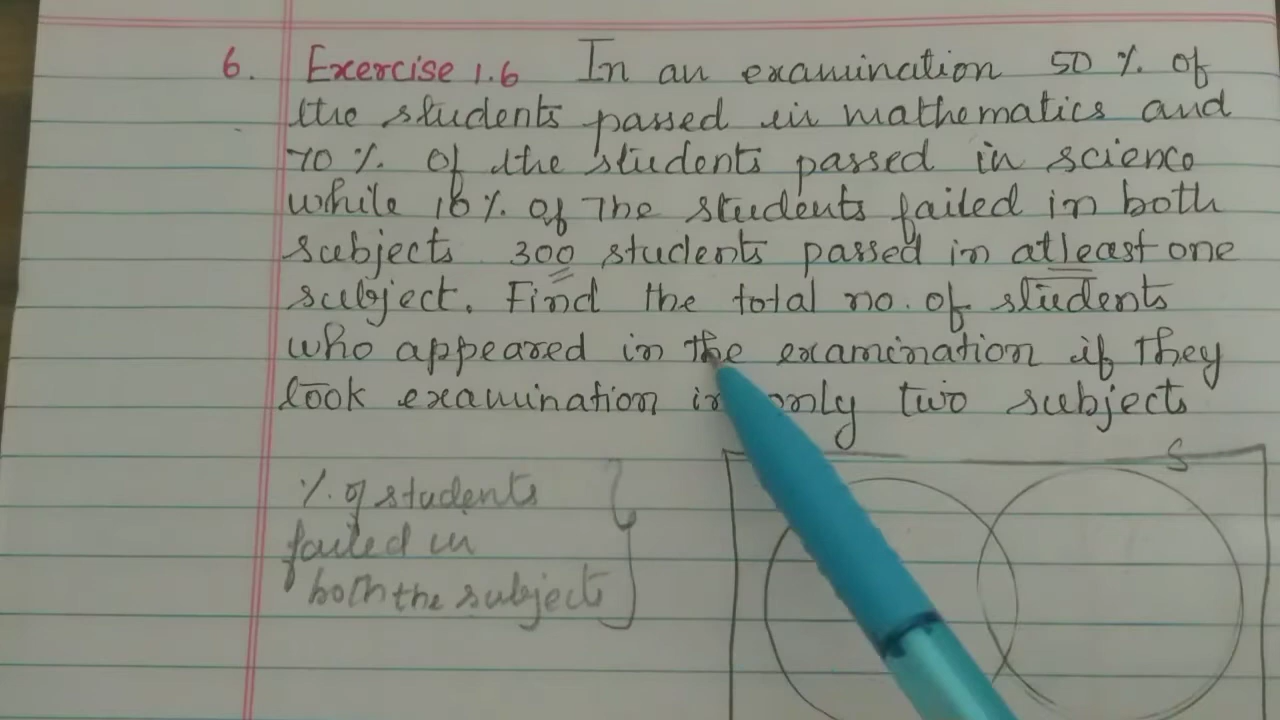 6. Exercise 1.6 In an examination 50 % of
the students passed in mathematics and
70 % of the students passed in science
while 10 % of The students failed in both
subjects 300 students passed in atleast one
subject. Find the total no. of students
who appeared in the examination if they
took examination in only two subjects
S
% of students
failed in
both the subjects